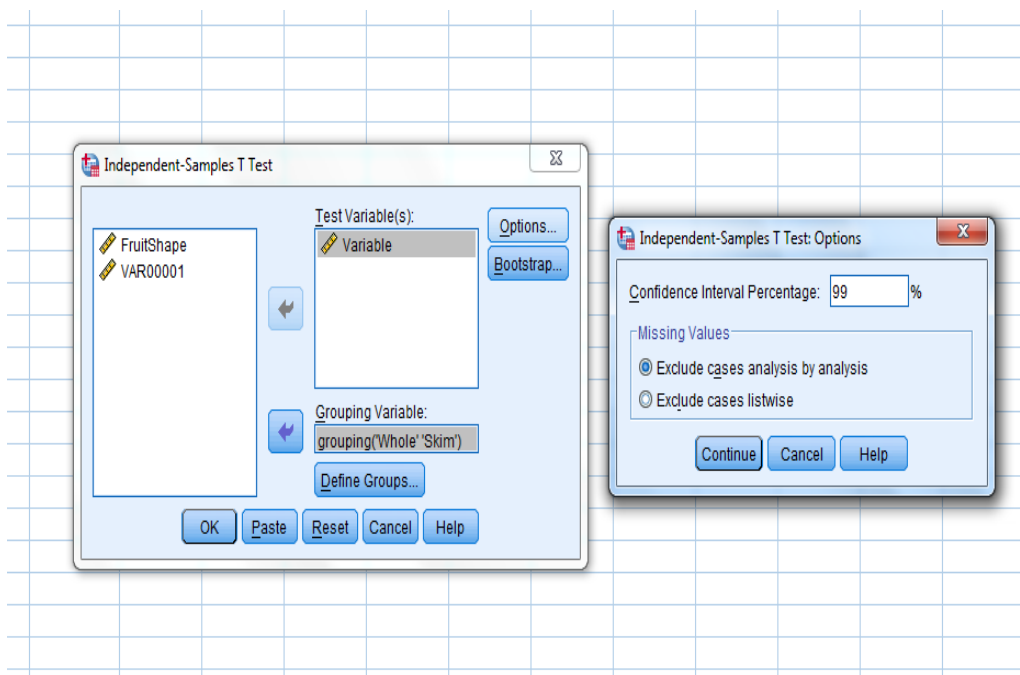 Independent-Samples T Test
FruitShape
VAR00001
Test Variable(s):
Variable
Options...
Bootstrap...
Grouping Variable:
grouping('Whole' 'Skim')
Define Groups...
OK Paste Reset Cancel Help
Independent-Samples T Test: Options
Confidence Interval Percentage: 99 %
Missing Values
Exclude cases analysis by analysis
Exclude cases listwise
Continue Cancel Help